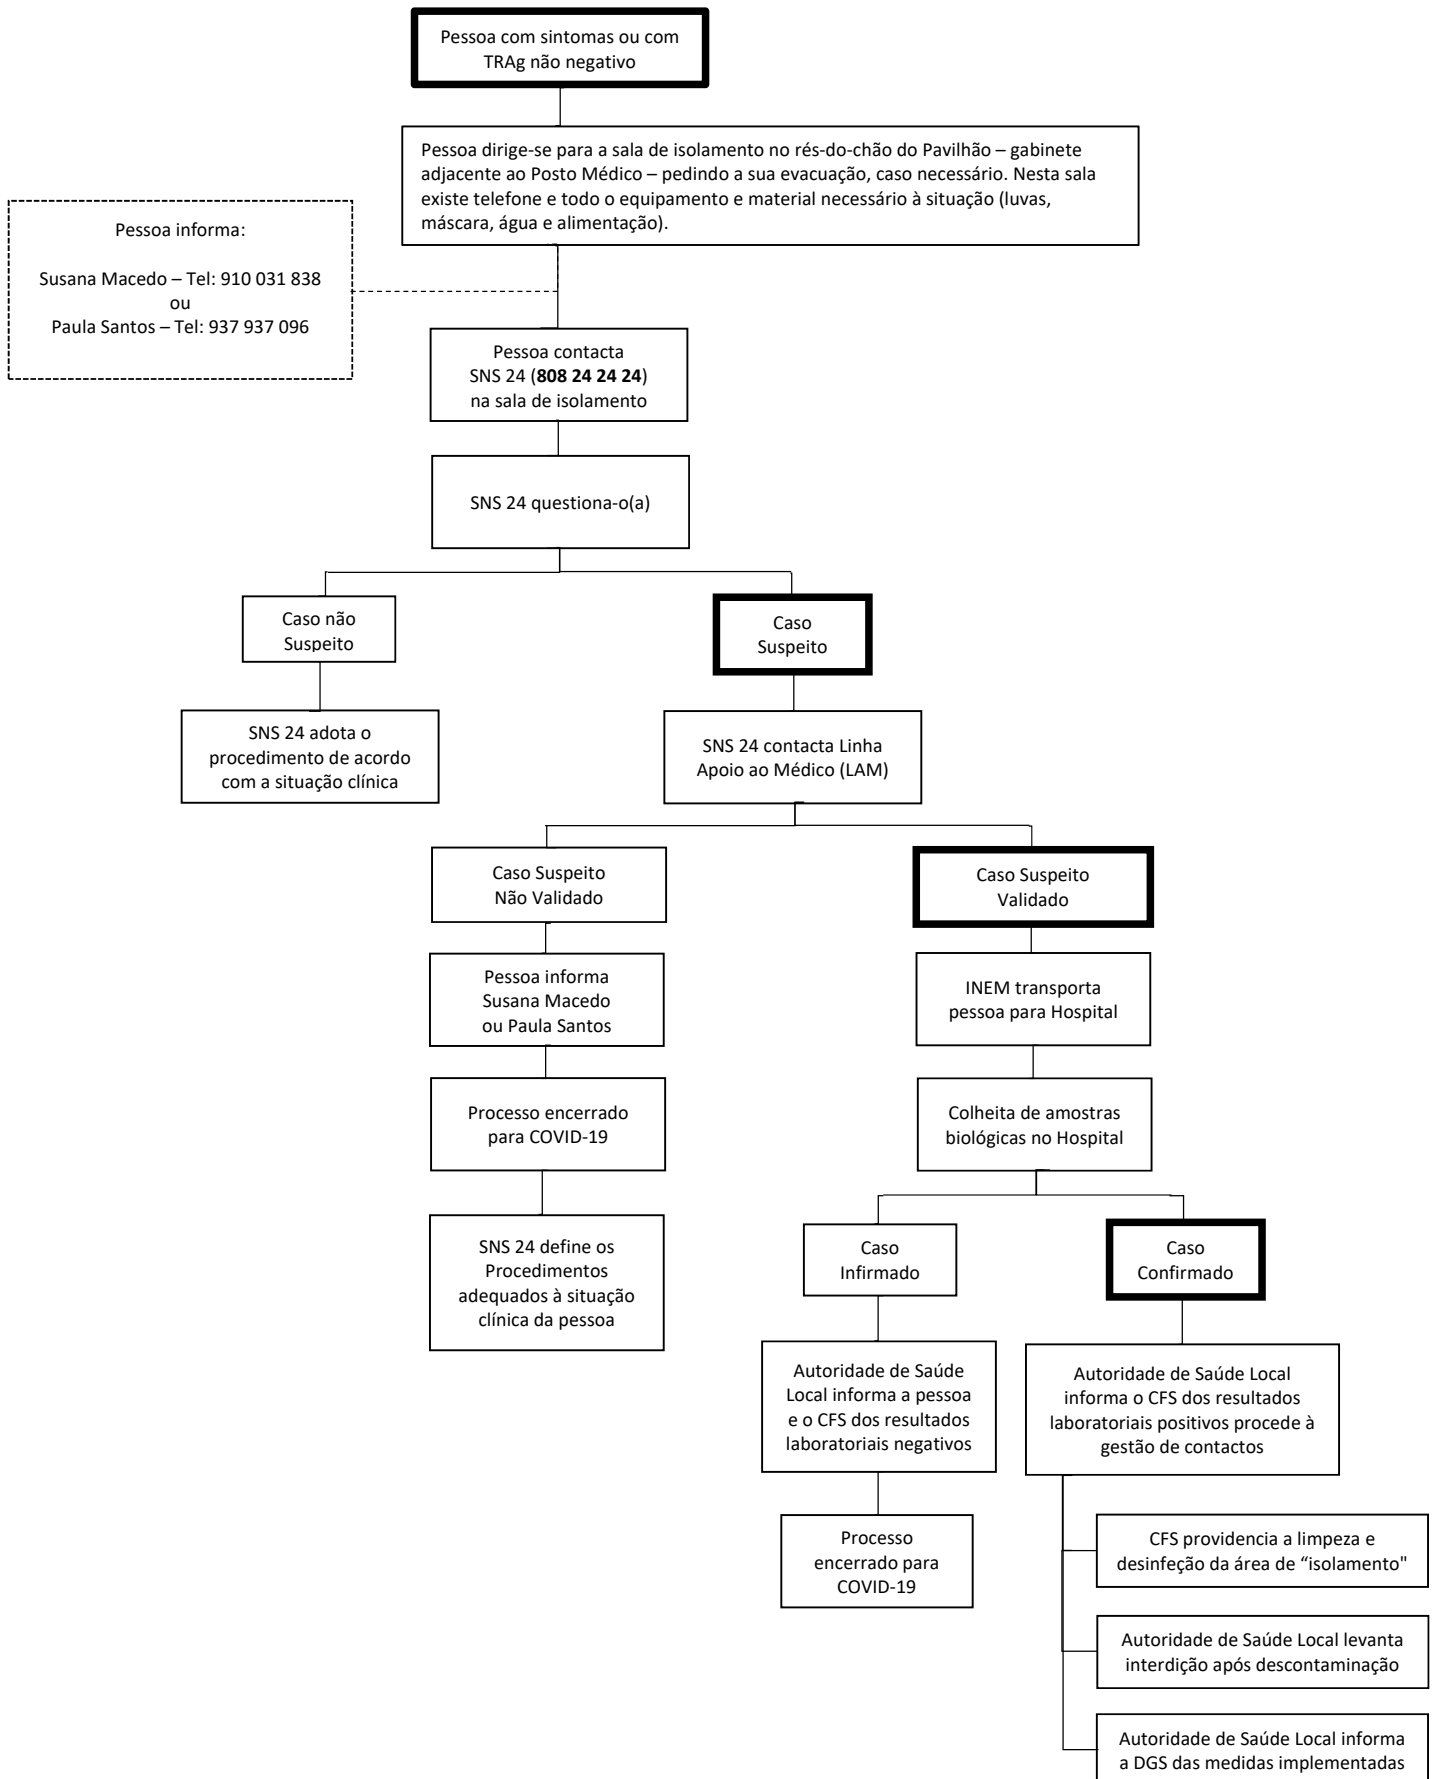 Pessoa com sintomas ou com
TRAg não negativo
Pessoa dirige-se para a sala de isolamento no rés-do-chão do Pavilhão – gabinete
adjacente ao Posto Médico – pedindo a sua evacuação, caso necessário. Nesta sala
existe telefone e todo o equipamento e material necessário à situação (luvas,
máscara, água e alimentação).
Pessoa informa:
Susana Macedo – Tel: 910 031 838
ou
Paula Santos – Tel: 937 937 096
Pessoa contacta
SNS 24 (808 24 24 24)
na sala de isolamento
SNS 24 questiona-o(a)
Caso não
Suspeito
Caso
Suspeito
SNS 24 adota o
procedimento de acordo
com a situação clínica
SNS 24 contacta Linha
Apoio ao Médico (LAM)
Caso Suspeito
Não Validado
Caso Suspeito
Validado
Pessoa informa
Susana Macedo
ou Paula Santos
INEM transporta
pessoa para Hospital
Processo encerrado
para COVID-19
Colheita de amostras
biológicas no Hospital
SNS 24 define os
Procedimentos
adequados à situação
clínica da pessoa
Caso
Infirmado
Caso
Confirmado
Autoridade de Saúde
Local informa a pessoa
e o CFS dos resultados
laboratoriais negativos
Autoridade de Saúde Local
informa o CFS dos resultados
laboratoriais positivos procede à
gestão de contactos
Processo
encerrado para
COVID-19
CFS providencia a limpeza e
desinfeção da área de “isolamento"
Autoridade de Saúde Local levanta
interdição após descontaminação
Autoridade de Saúde Local informa
a DGS das medidas implementadas